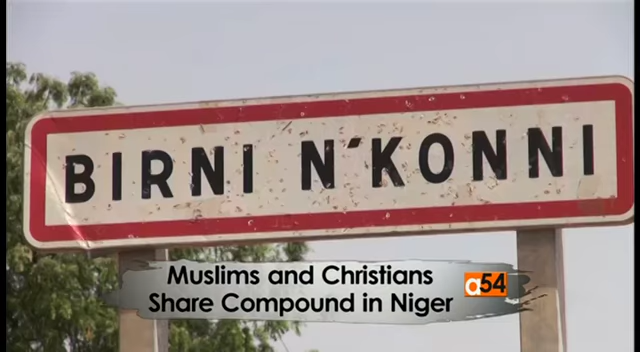 BIRNI N'KONNI
Muslims and Christians
Share Compound in Niger
a54